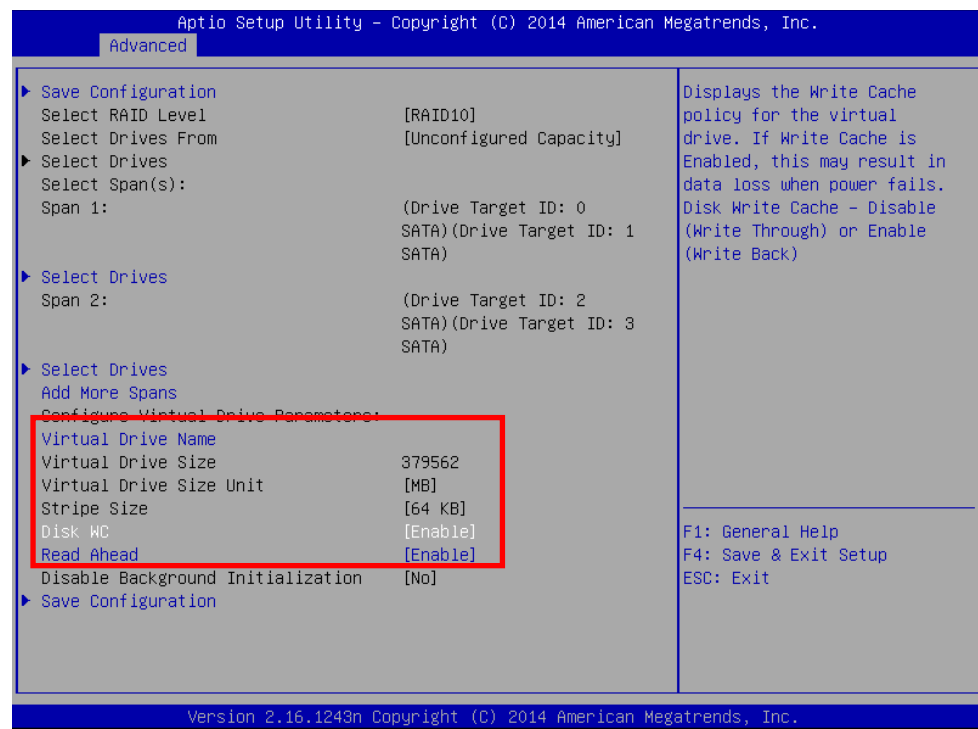 Aptio Setup Utility – Copyright (C) 2014 American Megatrends, Inc.
Advanced
Save Configuration
Select RAID Level [RAID10]
Select Drives From [Unconfigured Capacity]
Select Drives
Select Span(s):
Span 1: (Drive Target ID: 0
SATA)(Drive Target ID: 1
SATA)
Select Drives
Span 2: (Drive Target ID: 2
SATA)(Drive Target ID: 3
SATA)
Select Drives
Add More Spans
Configure Virtual Drive Parameters:
Virtual Drive Name
Virtual Drive Size 379562
Virtual Drive Size Unit [MB]
Stripe Size [64 KB]
Disk WC [Enable]
Read Ahead [Enable]
Disable Background Initialization [No]
Save Configuration
Displays the Write Cache
policy for the virtual
drive. If Write Cache is
Enabled, this may result in
data loss when power fails.
Disk Write Cache – Disable
(Write Through) or Enable
(Write Back)
F1: General Help
F4: Save & Exit Setup
ESC: Exit
Version 2.16.1243n Copyright (C) 2014 American Megatrends, Inc.